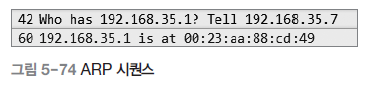 42 Who has 192.168.35.1? Tell 192.168.35.7
60 192.168.35.1 is at 00:23:aa:88:cd:49
그림 5-74 ARP 시퀀스